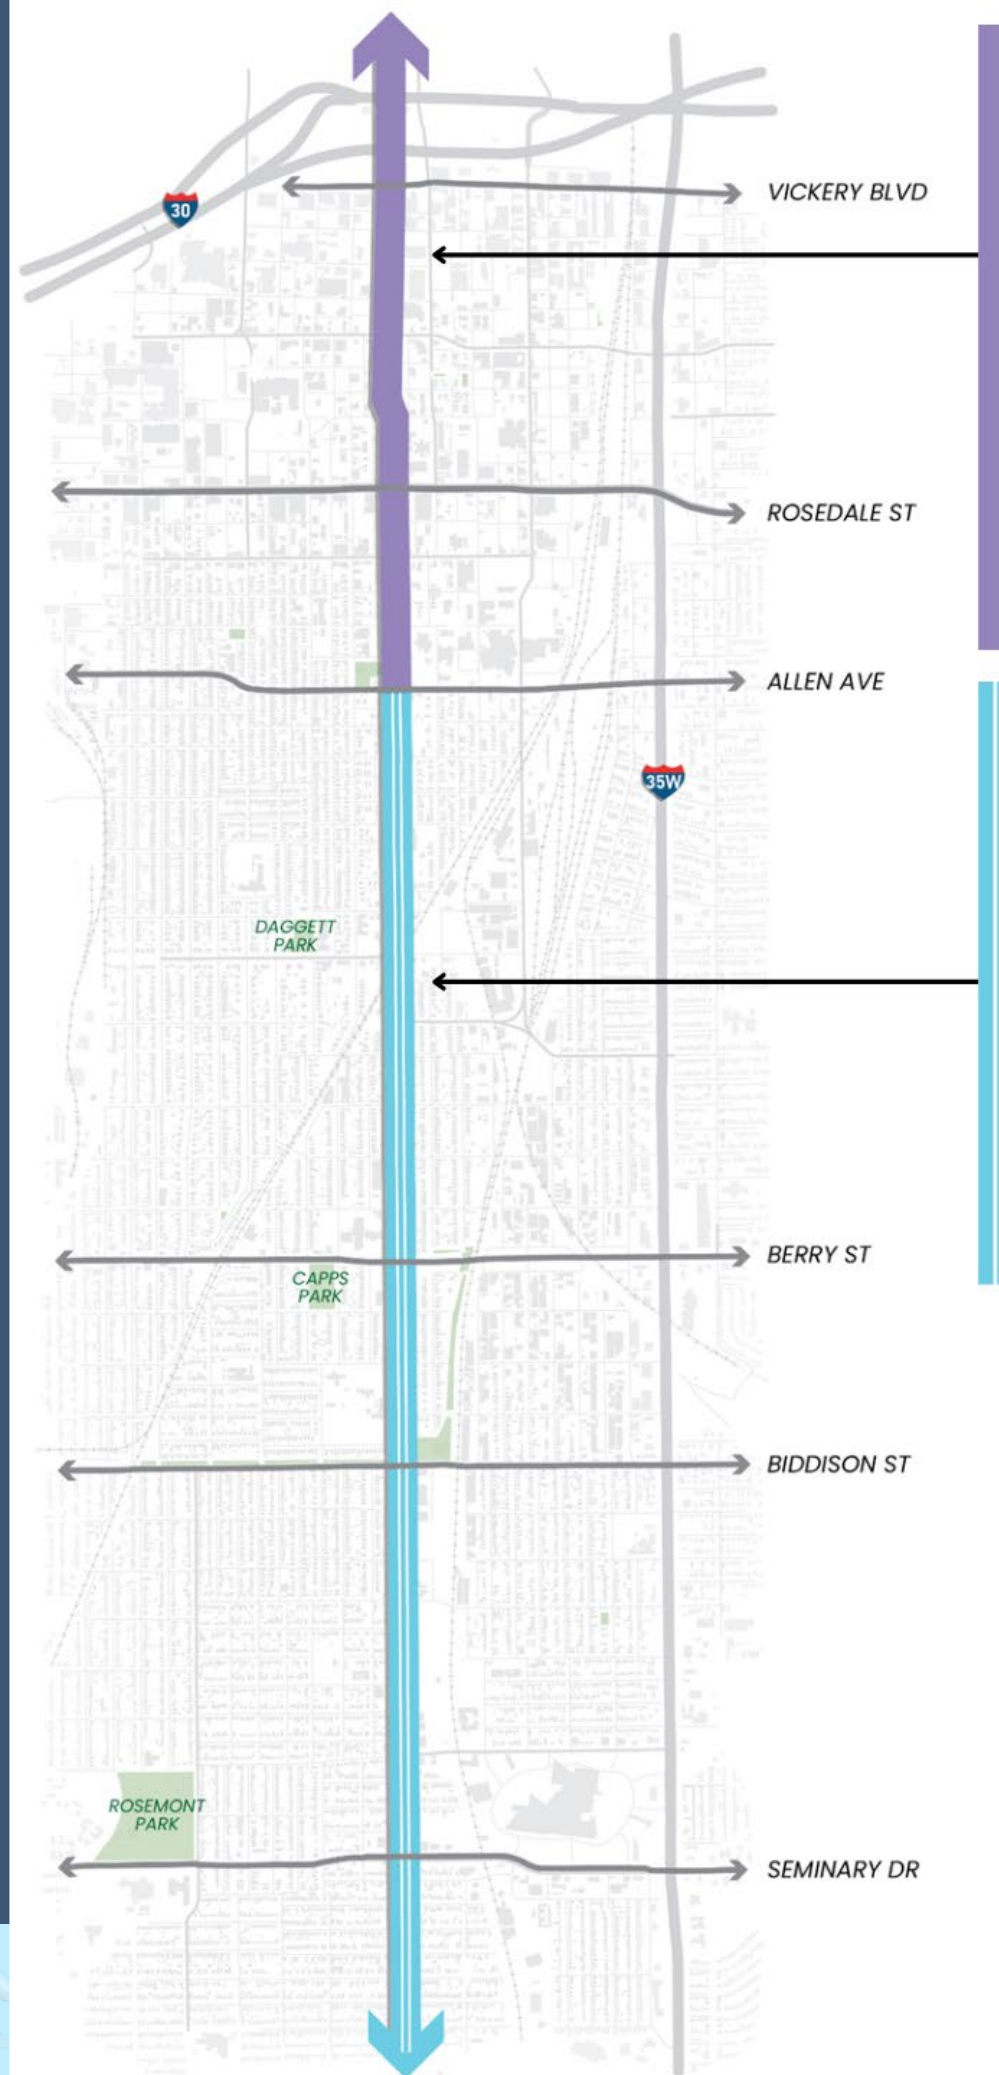 VICKERY BLVD
30
ROSEDALE ST
ALLEN AVE
35W
DAGGETT
PARK
BERRY ST
CAPPS
PARK
BIDDISON ST
ROSEMONT
PARK
SEMINARY DR